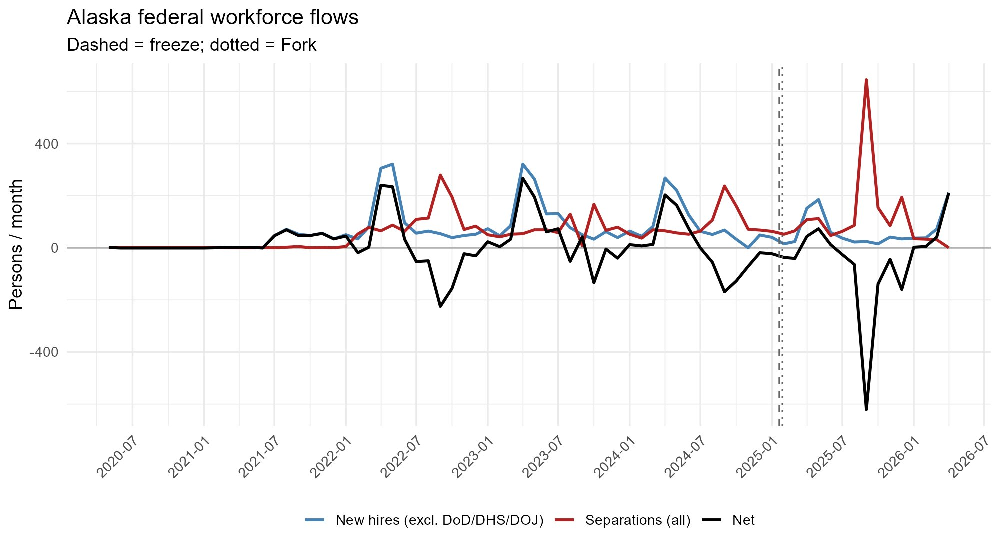 Alaska federal workforce flows
Dashed = freeze; dotted = Fork
Persons / month
400
0
-400
2020-07
2021-01
2021-07
2022-01
2022-07
2023-01
2023-07
2024-01
2024-07
2025-01
2025-07
2026-01
2026-07
New hires (excl. DoD/DHS/DOJ)
Separations (all)
Net